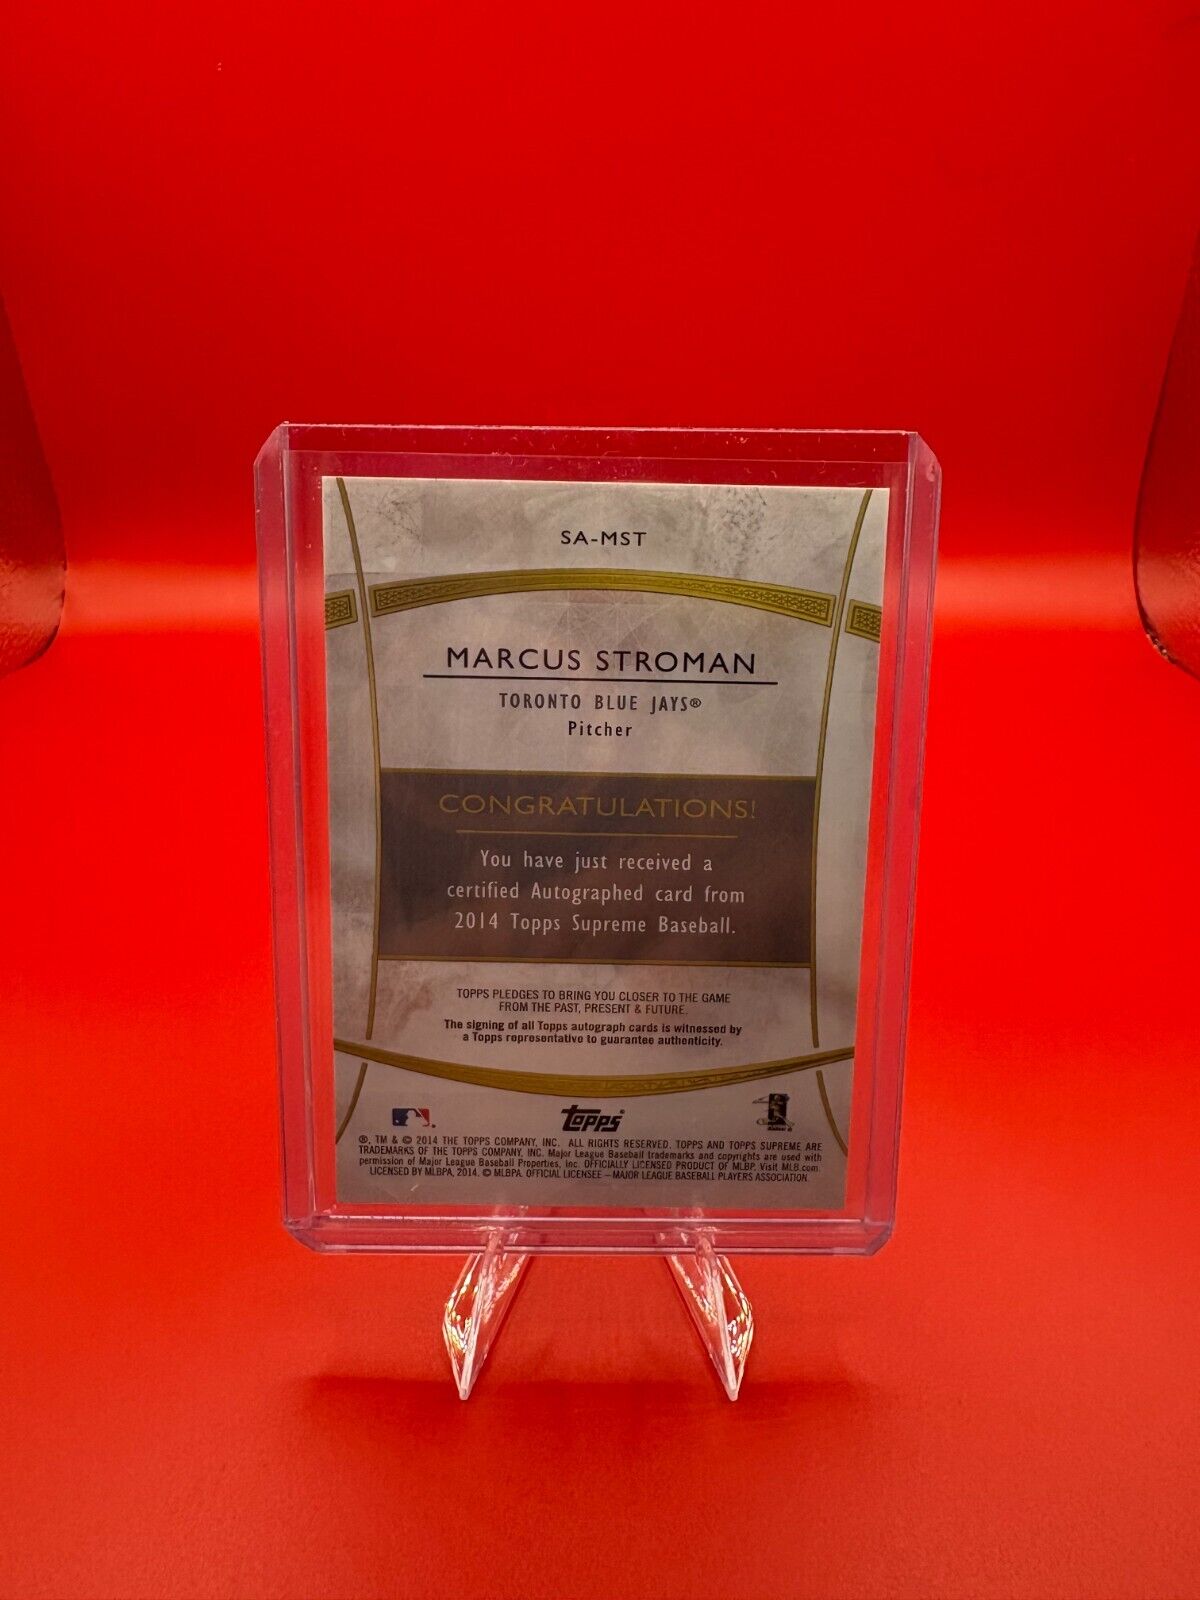 SA-MST
MARCUS STROMAN
TORONTO BLUE JAYS®
Pitcher
CONGRATULATIONS!
You have just received a
certified Autographed card from
2014 Topps Supreme Baseball.
TOPPS PLEDGES TO BRING YOU CLOSER TO THE GAME
FROM THE PAST, PRESENT & FUTURE.
The signing of all Topps autograph cards is witnessed by
a Topps representative to guarantee authenticity.
topps
®, TM & © 2014 THE TOPPS COMPANY, INC. ALL RIGHTS RESERVED. TOPPS AND TOPPS SUPREME ARE
TRADEMARKS OF THE TOPPS COMPANY, INC. Major League Baseball trademarks and copyrights are used with
permission of Major League Baseball Properties, Inc. OFFICIALLY LICENSED PRODUCT OF MLBP. Visit MLB.com.
LICENSED BY MLBPA, 2014. © MLBPA. OFFICIAL LICENSEE – MAJOR LEAGUE BASEBALL PLAYERS ASSOCIATION.